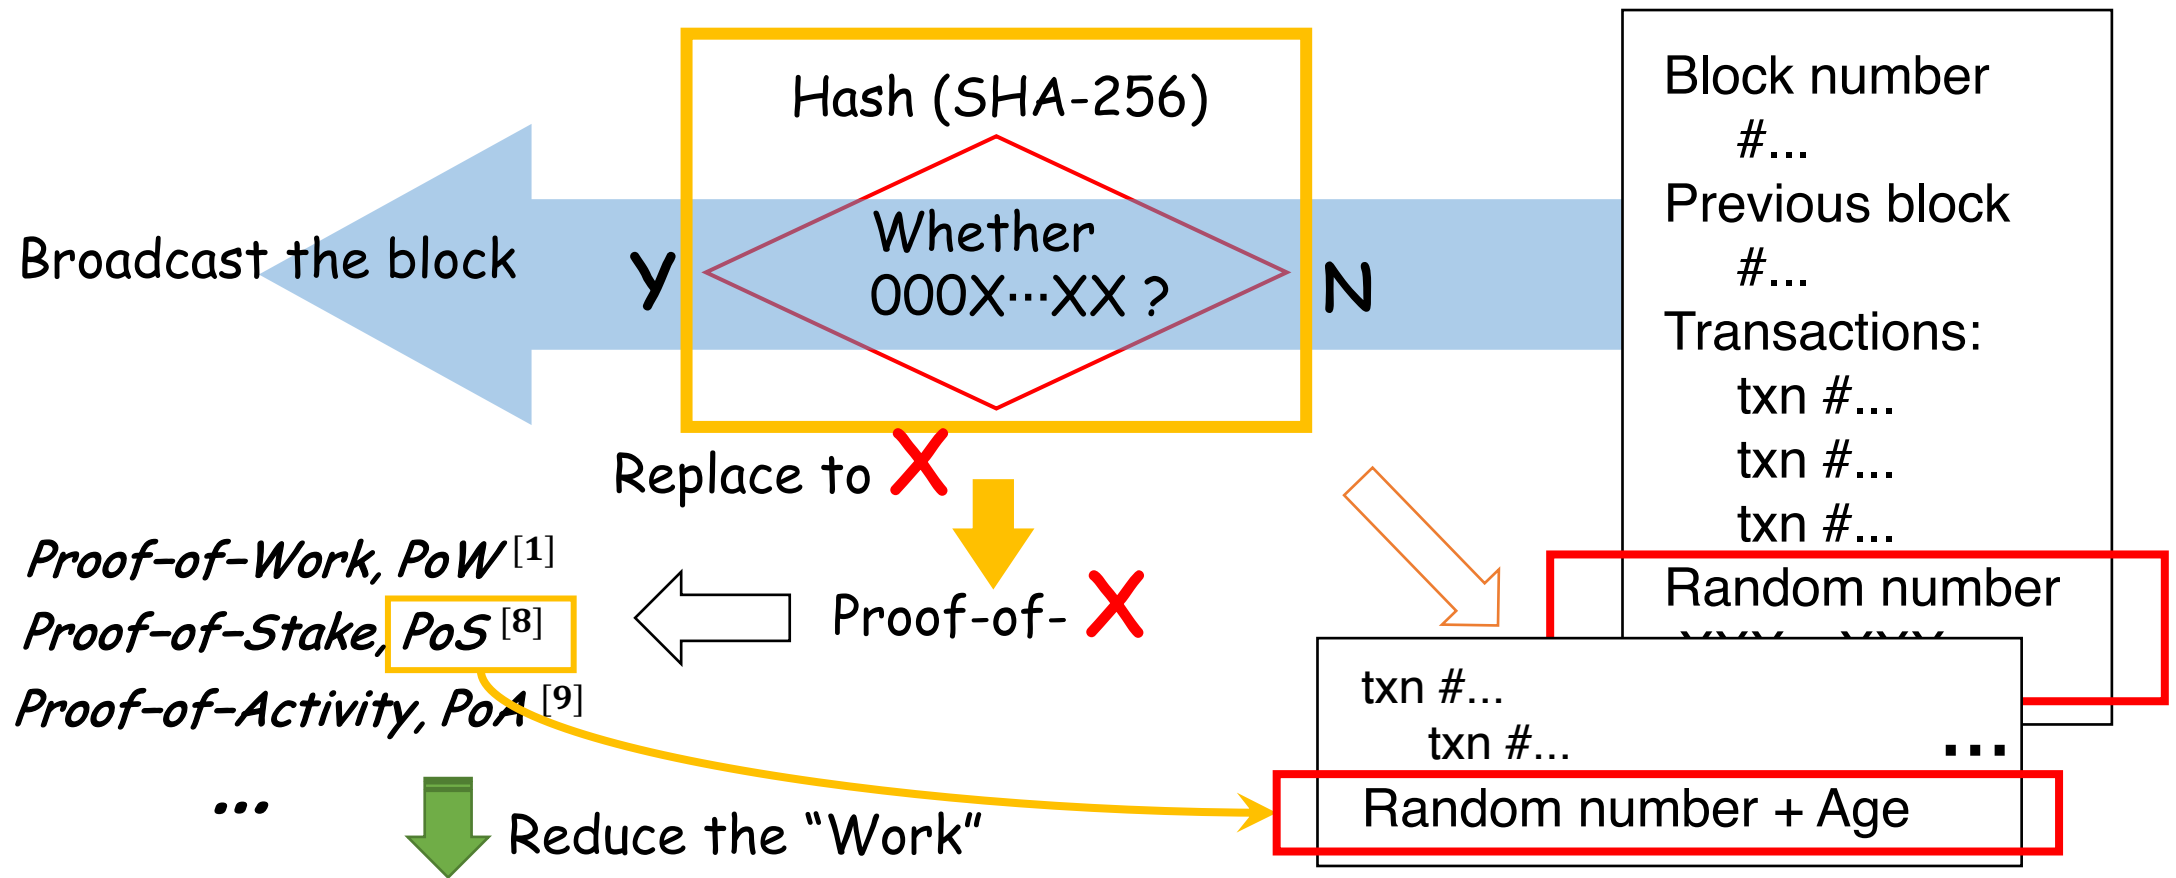 Hash (SHA-256)
Whether
000X···XX ?
Y
N
Broadcast the block
Block number
#...
Previous block
#...
Transactions:
txn #...
txn #...
txn #...
Random number
Replace to X
Proof-of- X
Proof-of-Work, PoW [1]
Proof-of-Stake, PoS [8]
Proof-of-Activity, PoA [9]
...
Reduce the “Work”
txn #...
txn #...
...
Random number + Age